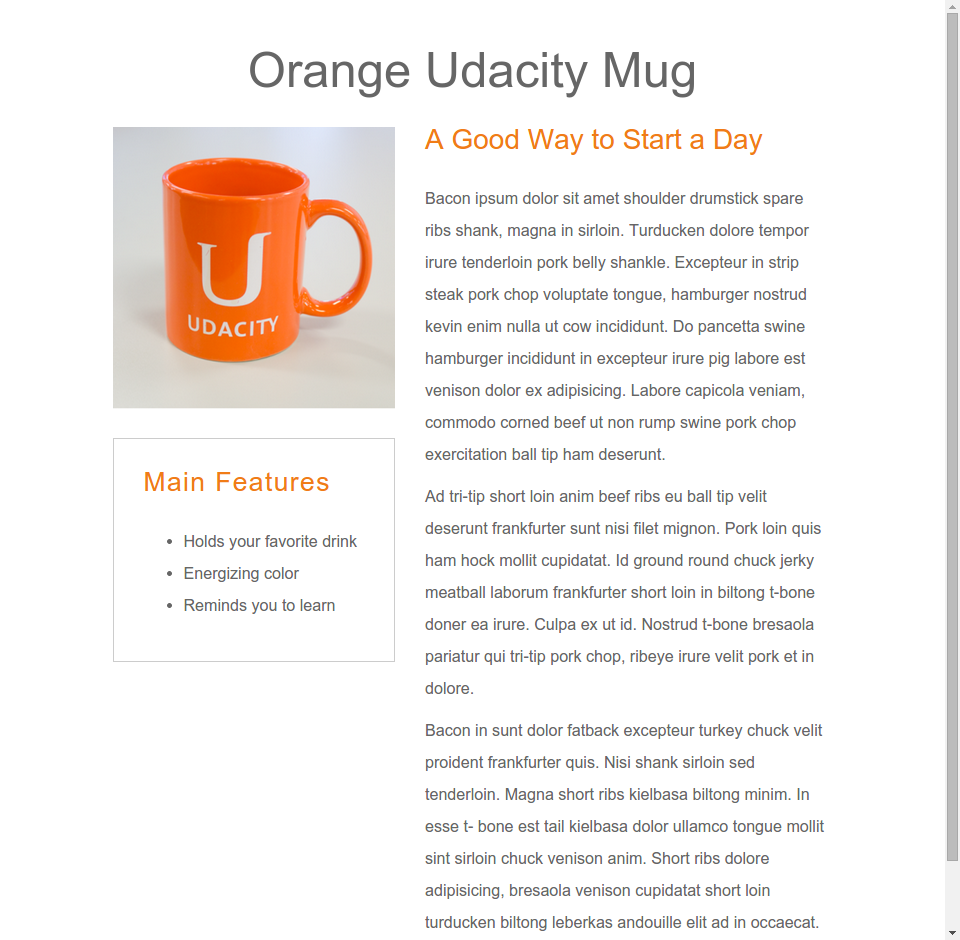 Orange Udacity Mug
U
UDACITY
Main Features
Holds your favorite drink
Energizing color
Reminds you to learn
A Good Way to Start a Day
Bacon ipsum dolor sit amet shoulder drumstick spare
ribs shank, magna in sirloin. Turducken dolore tempor
irure tenderloin pork belly shankle. Excepteur in strip
steak pork chop voluptate tongue, hamburger nostrud
kevin enim nulla ut cow incididunt. Do pancetta swine
hamburger incididunt in excepteur irure pig labore est
venison dolor ex adipisicing. Labore capicola veniam,
commodo corned beef ut non rump swine pork chop
exercitation ball tip ham deserunt.
Ad tri-tip short loin anim beef ribs eu ball tip velit
deserunt frankfurter sunt nisi filet mignon. Pork loin quis
ham hock mollit cupidatat. Id ground round chuck jerky
meatball laborum frankfurter short loin in biltong t-bone
doner ea irure. Culpa ex ut id. Nostrud t-bone bresaola
pariatur qui tri-tip pork chop, ribeye irure velit pork et in
dolore.
Bacon in sunt dolor fatback excepteur turkey chuck velit
proident frankfurter quis. Nisi shank sirloin sed
tenderloin. Magna short ribs kielbasa biltong minim. In
esse t- bone est tail kielbasa dolor ullamco tongue mollit
sint sirloin chuck venison anim. Short ribs dolore
adipisicing, bresaola venison cupidatat short loin
turducken biltong leberkas andouille elit ad in occaecat.